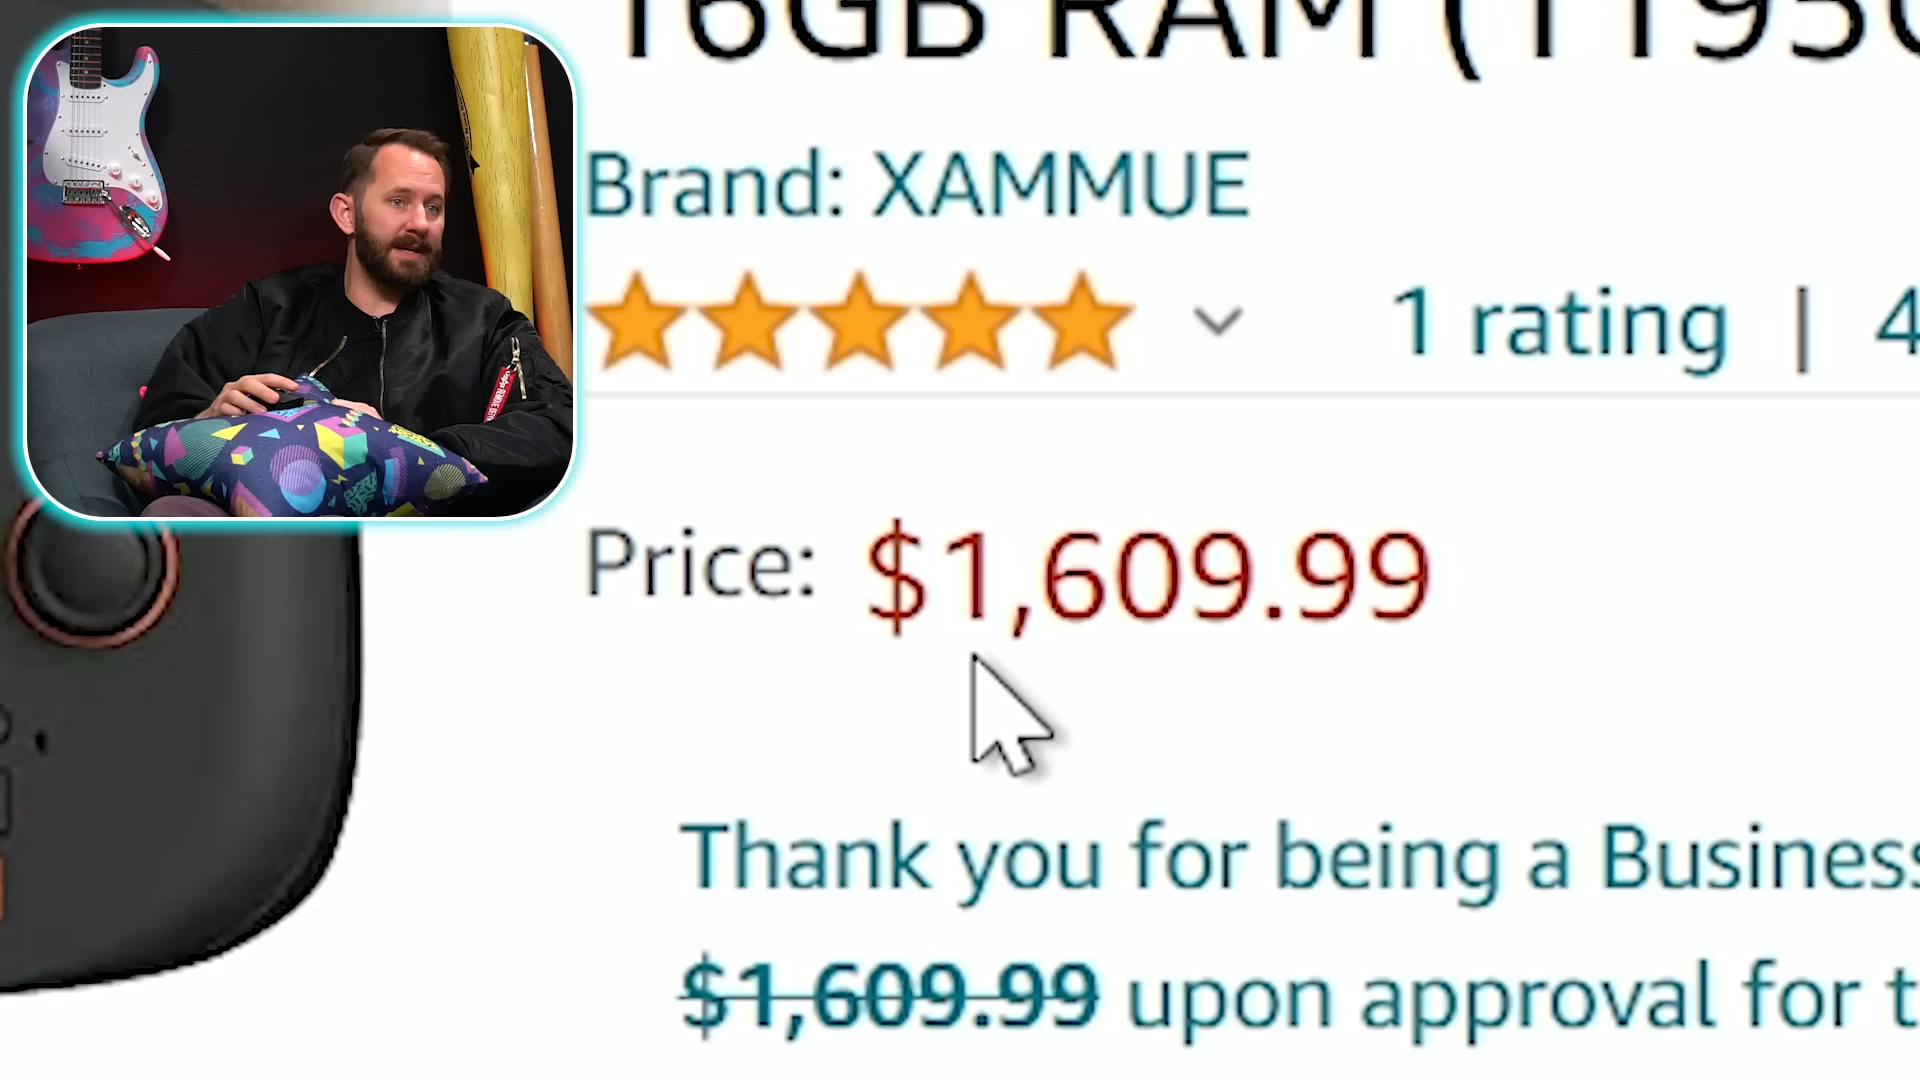 16GB RAM (1195G
Brand: XAMMUE
1 rating | 4
Price: $1,609.99
Thank you for being a Business
$1,609.99 upon approval for t